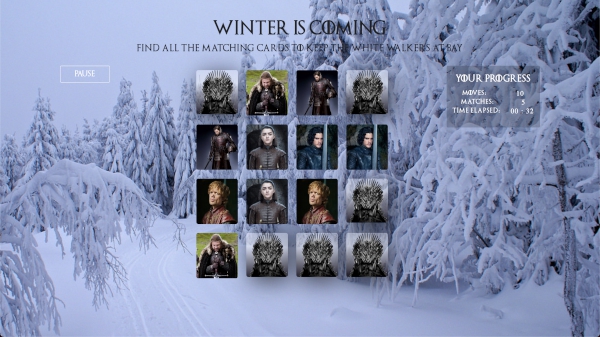 WINTER IS COMING
FIND ALL THE MATCHING CARDS TO KEEP THE WHITE WALKERS AT BAY
PAUSE
YOUR PROGRESS
MOVES: 10
MATCHES: 5
TIME ELAPSED: 00 - 32